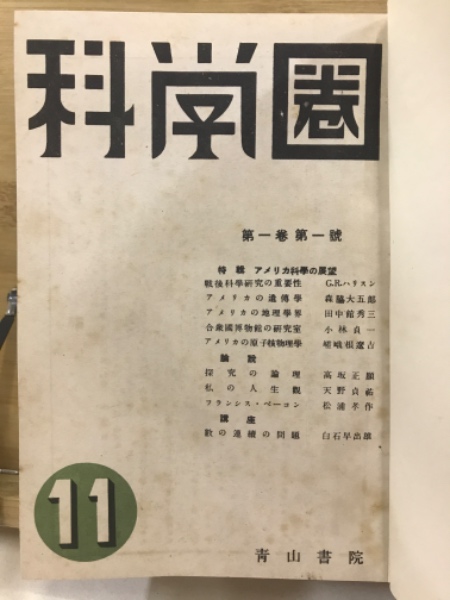 科学圏
第一巻第一號
特輯 アメリカ科學の展望
戰後科學研究の重要性 G.R.ハリスン
アメリカの遺傳學 森脇大五郎
アメリカの地理學界 田中館秀三
合衆國博物館の研究室 小林貞一
アメリカの原子核物理學 嵯峨根遼吉
論説
探究の論理 高坂正顯
私の人生觀 天野貞祐
フランシス・ベーコン 松浦孝作
講座
數の連續の問題 白石早出雄
11
青山書院